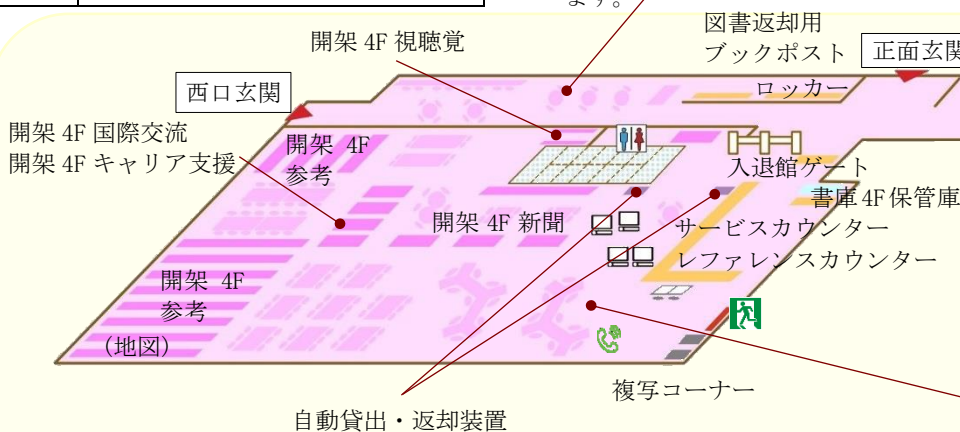 ます。
図書返却用
ブックポスト
正面玄関
開架 4F 視聴覚
ロッカー
西口玄関
開架 4F 国際交流
開架 4F キャリア支援
開架 4F
参考
入退館ゲート
書庫 4F 保管庫
開架 4F 新聞
サービスカウンター
レファレンスカウンター
開架 4F
参考
(地図)
複写コーナー
自動貸出・返却装置